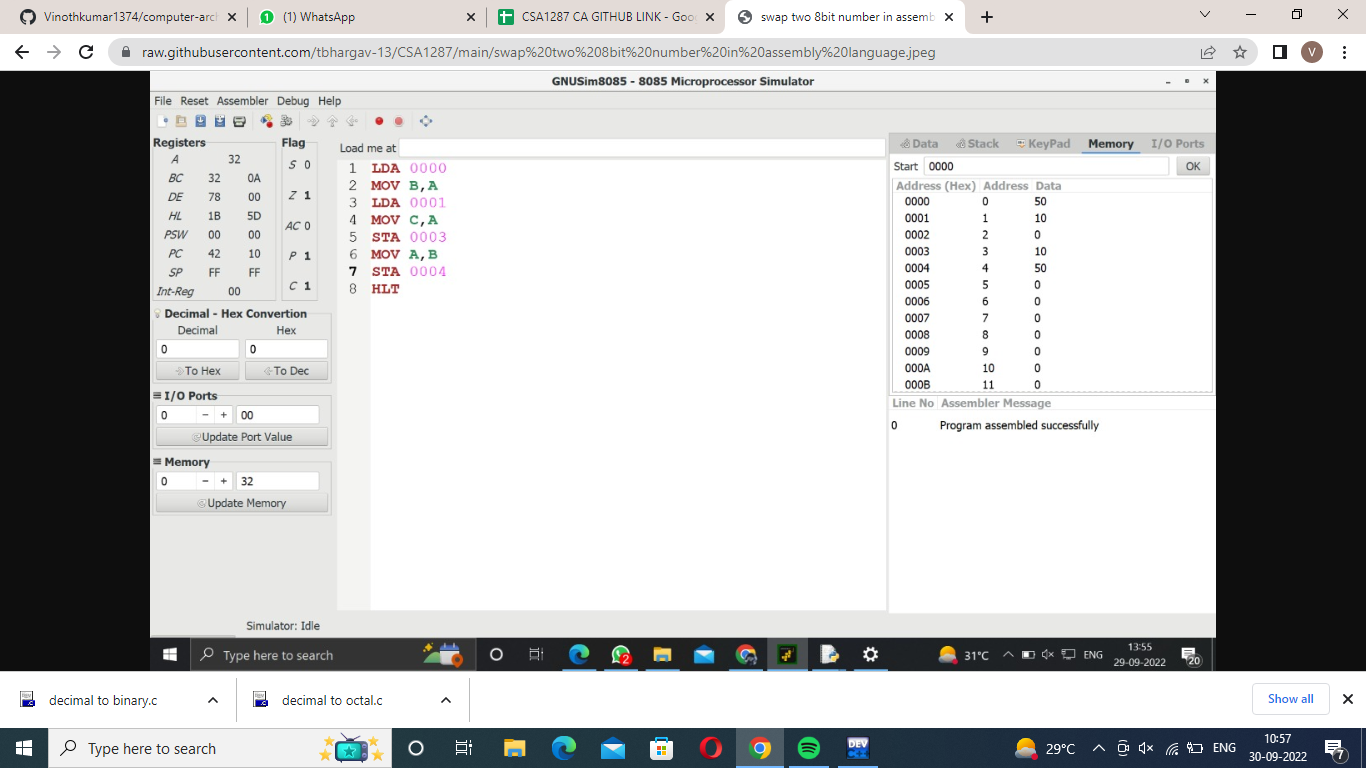 Vinothkumar1374/computer-arc
(1) WhatsApp
CSA1287 CA GITHUB LINK - Goo
swap two 8bit number in assemb
raw.githubusercontent.com/tbhargav-13/CSA1287/main/swap%20two%208bit%20number%20in%20assembly%20language.jpeg
V
GNUSim8085 - 8085 Microprocessor Simulator
File Reset Assembler Debug Help
Registers
A 32
BC 32 0A
DE 78 00
HL 1B 5D
PSW 00 00
PC 42 10
SP FF FF
Int-Reg 00
Flag
S 0
Z 1
AC 0
P 1
C 1
Decimal - Hex Convertion
Decimal Hex
0 0
To Hex To Dec
I/O Ports
0 - + 00
Update Port Value
Memory
0 - + 32
Update Memory
Load me at
1 LDA 0000
2 MOV B,A
3 LDA 0001
4 MOV C,A
5 STA 0003
6 MOV A,B
7 STA 0004
8 HLT
Data Stack KeyPad Memory I/O Ports
Start 0000 OK
Address (Hex) Address Data
0000 0 50
0001 1 10
0002 2 0
0003 3 10
0004 4 50
0005 5 0
0006 6 0
0007 7 0
0008 8 0
0009 9 0
000A 10 0
000B 11 0
Line No Assembler Message
0 Program assembled successfully
Simulator: Idle
Type here to search
2
31°C
ENG
13:55
29-09-2022
20
decimal to binary.c
decimal to octal.c
Show all
Type here to search
DEV
29°C
ENG
10:57
30-09-2022
7